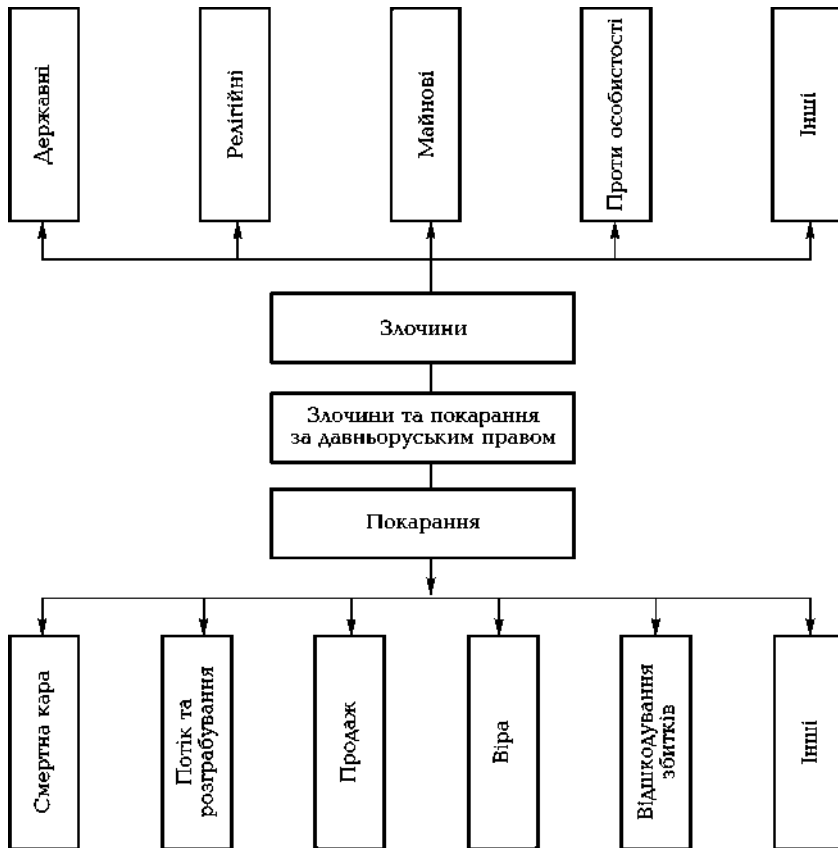 Державні
Релігійні
Майнові
Проти особистості
Інші
Злочини
Злочини та покарання
за давньоруським правом
Покарання
Смертна кара
Потік та
розграбування
Продаж
Віра
Відшкодування
збитків
Інші